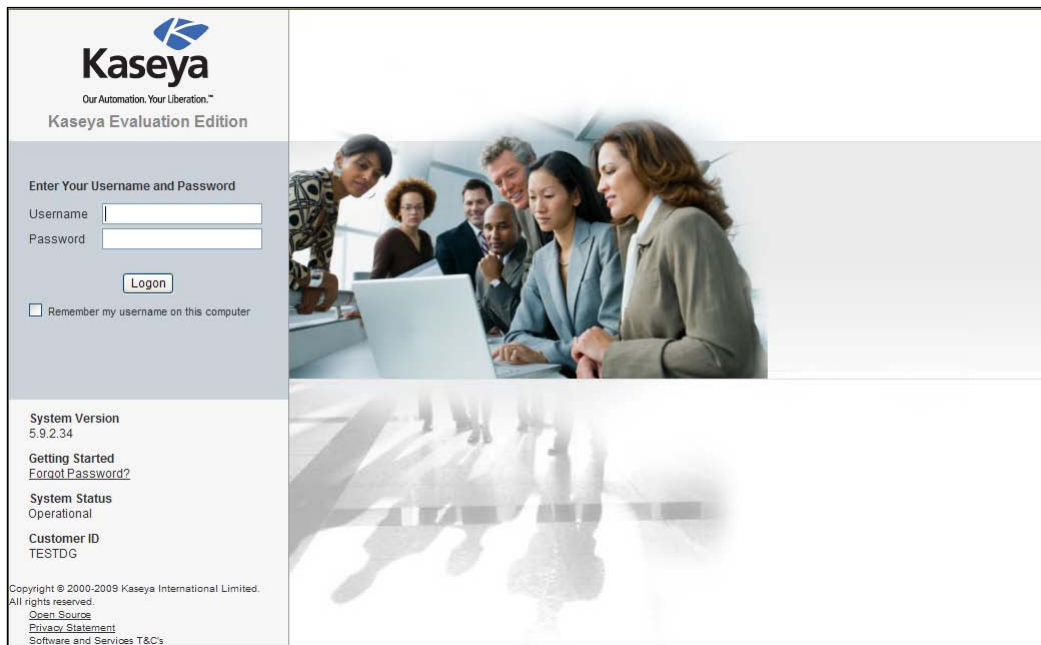 Kaseya
Our Automation. Your Liberation.™
Kaseya Evaluation Edition
Enter Your Username and Password
Username
Password
Logon
Remember my username on this computer
System Version
5.9.2.34
Getting Started
Forgot Password?
System Status
Operational
Customer ID
TESTDG
Copyright © 2000-2009 Kaseya International Limited.
All rights reserved.
Open Source
Privacy Statement
Software and Services T&C's